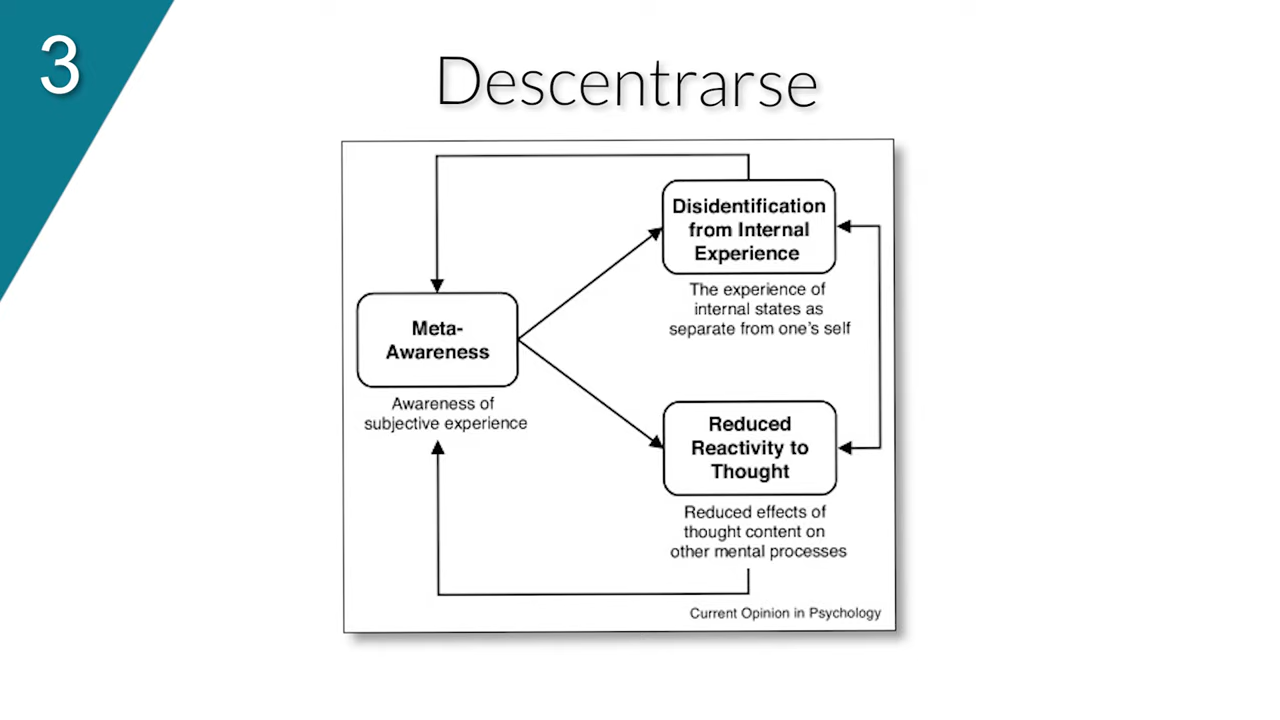 3
Descentrarse
Disidentification
from Internal
Experience
The experience of
internal states as
separate from one's self
Meta-
Awareness
Awareness of
subjective experience
Reduced
Reactivity to
Thought
Reduced effects of
thought content on
other mental processes
Current Opinion in Psychology